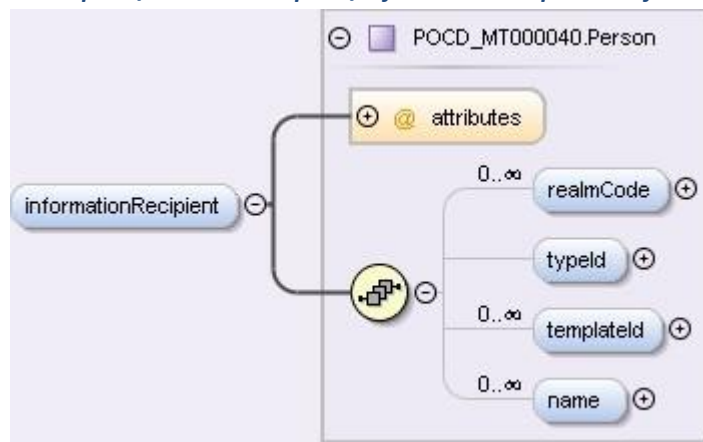 POCD_MT000040.Person
@ attributes
0..∞
realmCode
informationRecipient
typeId
0..∞
templateId
0..∞
name